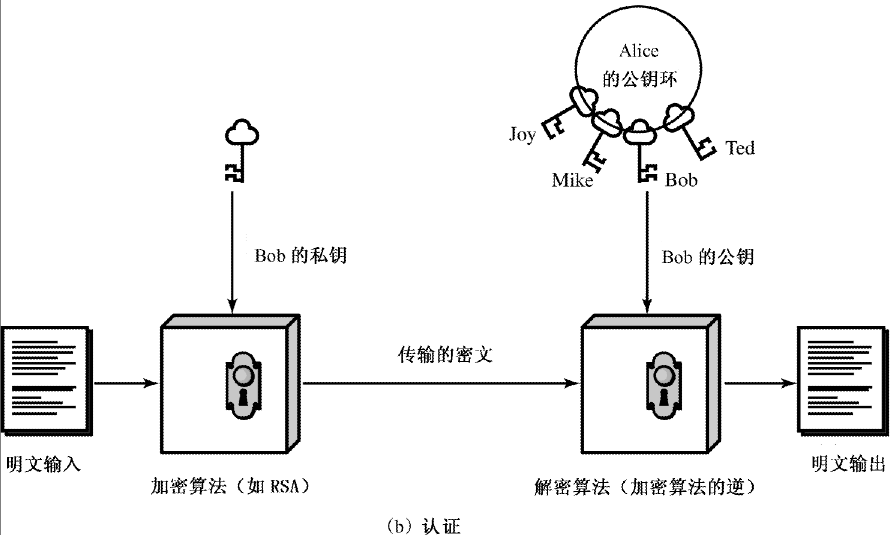 Alice
的公钥环
Joy
Mike
Bob
Ted
Bob 的私钥
Bob 的公钥
传输的密文
明文输入
加密算法（如 RSA）
解密算法（加密算法的逆）
明文输出
(b) 认证